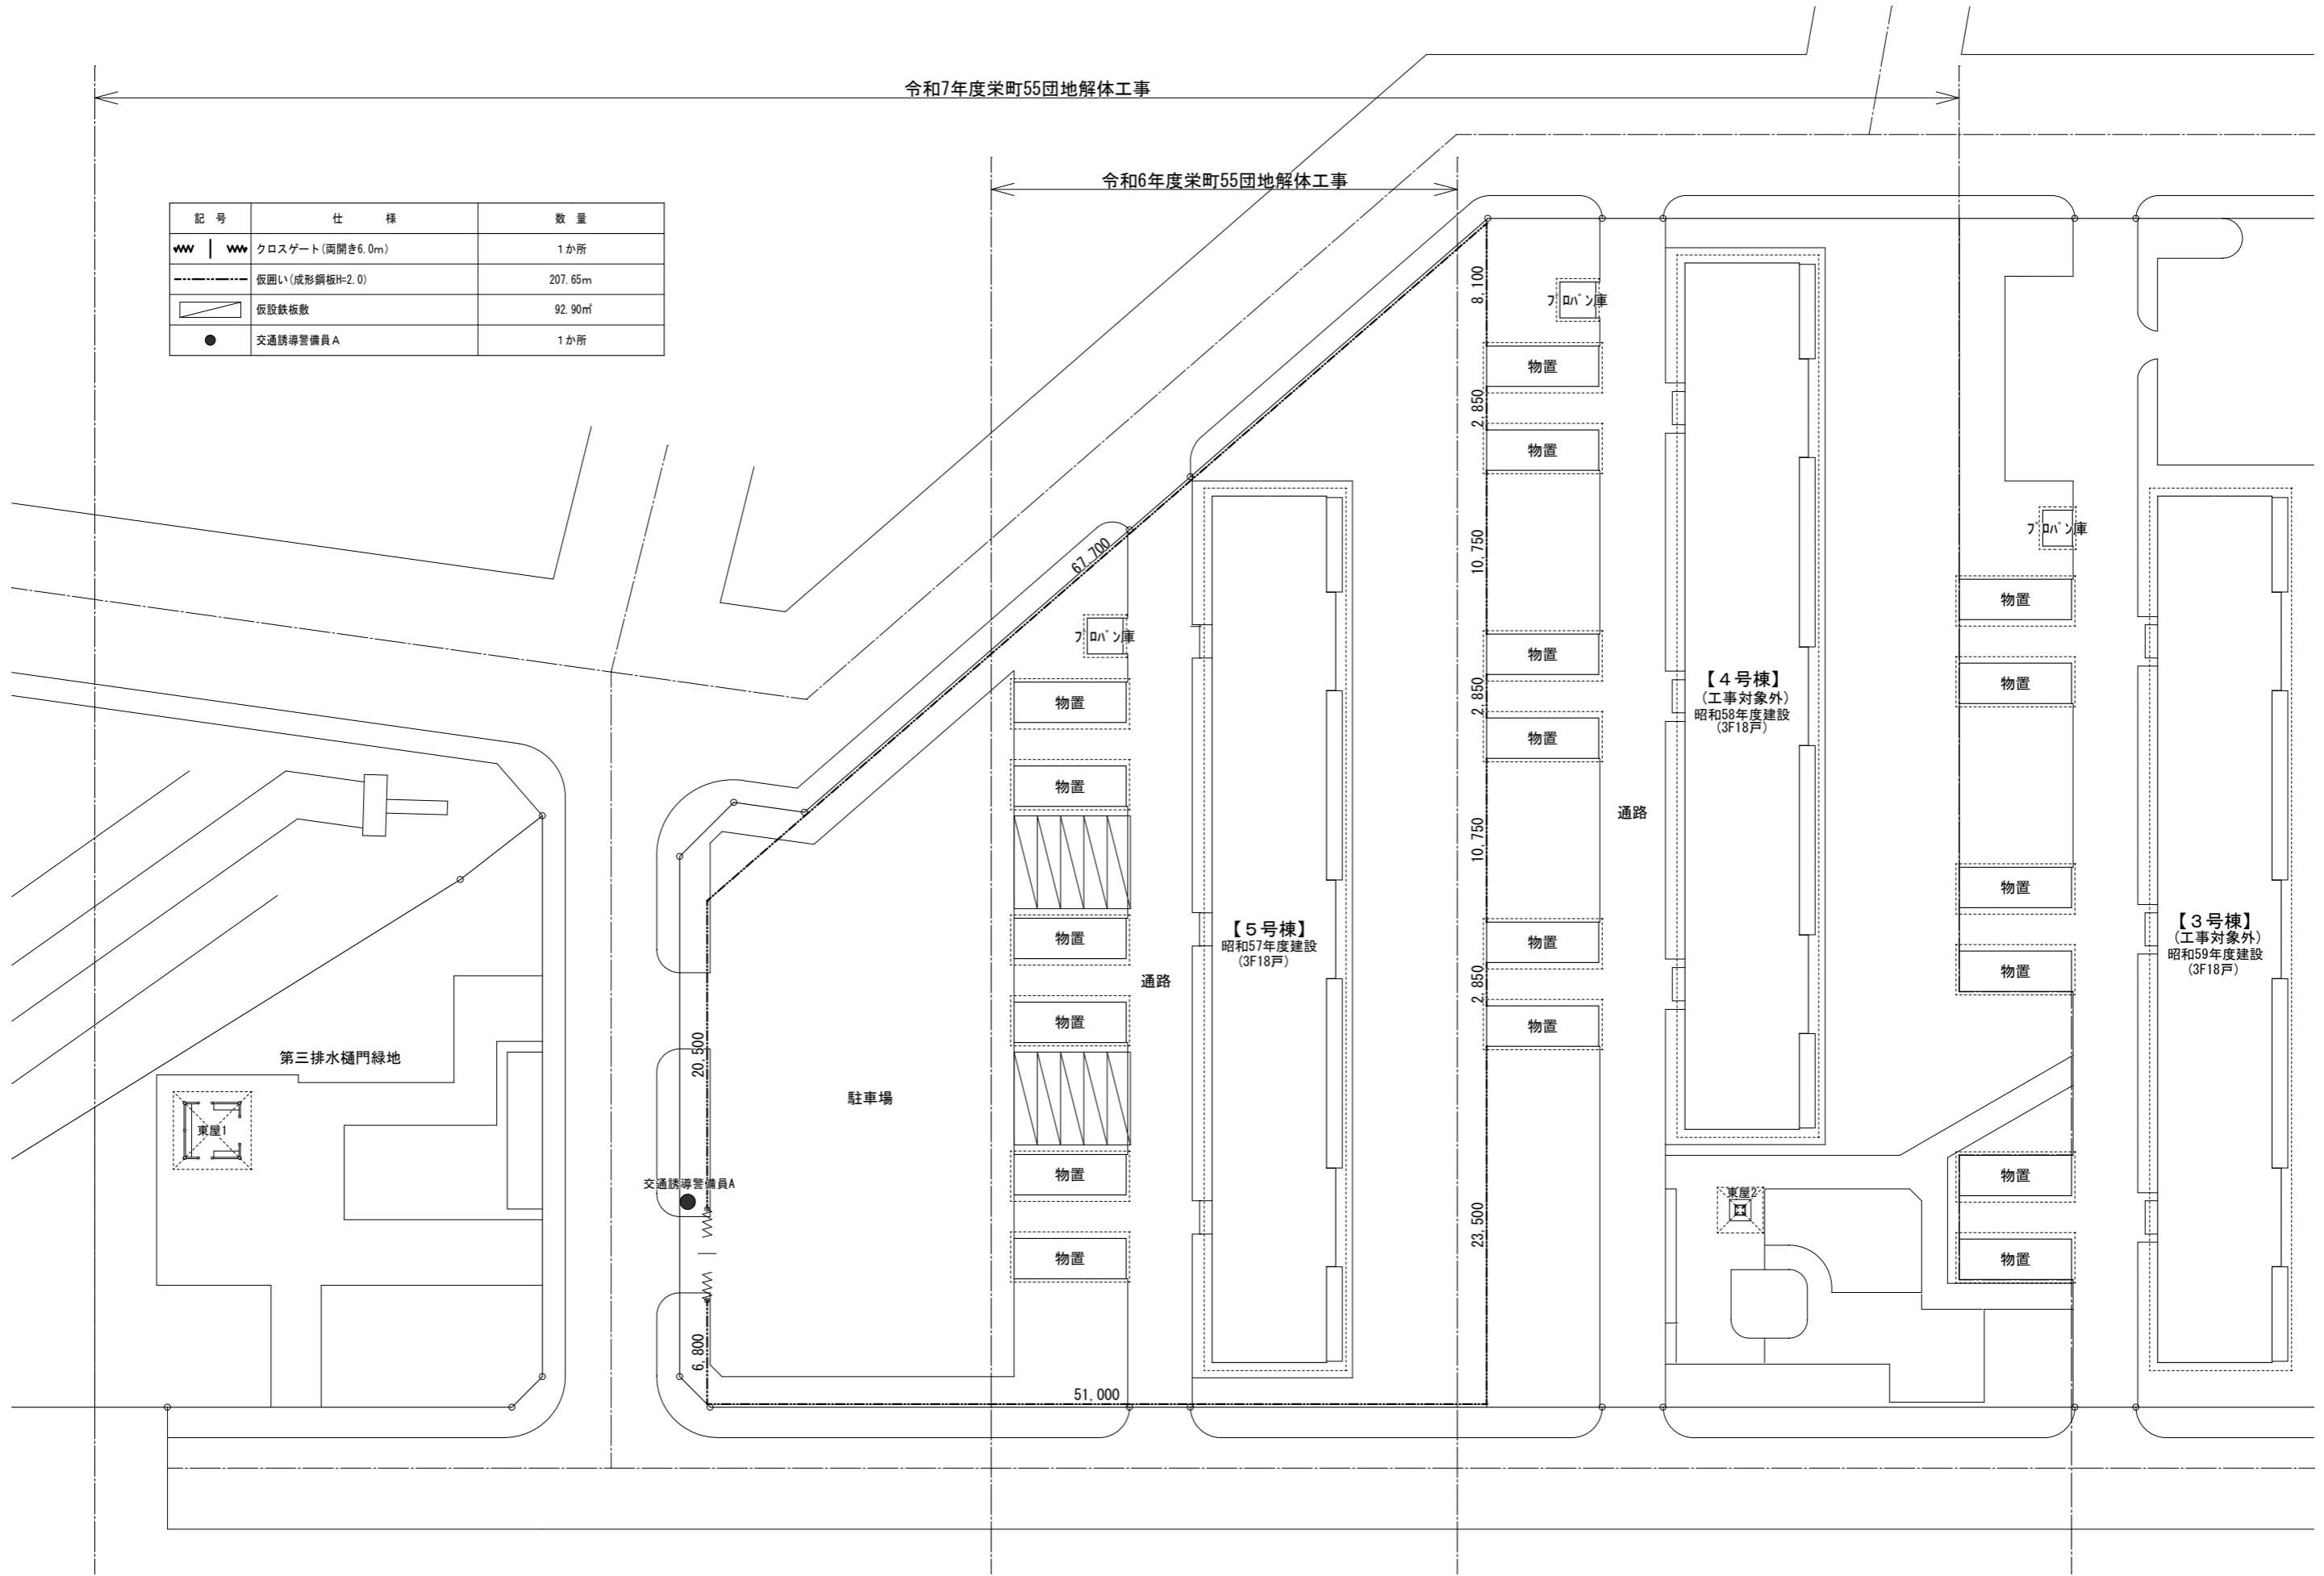 令和7年度栄町55団地解体工事
令和6年度栄町55団地解体工事
記 号 仕 様 数 量
クロスゲート(両開き6.0m) 1か所
仮囲い(成形鋼板H=2.0) 207.65m
仮設鉄板敷 92.90㎡
交通誘導警備員A 1か所
8,100
プロパン庫
物置
2,850
物置
10,750
67,700
プロパン庫
物置
2,850
物置
10,750
物置
2,850
物置
23,500
プロパン庫
物置
物置
物置
物置
物置
物置
物置
物置
物置
物置
物置
物置
【4号棟】
(工事対象外)
昭和58年度建設
(3F18戸)
通路
【5号棟】
昭和57年度建設
(3F18戸)
通路
【3号棟】
(工事対象外)
昭和59年度建設
(3F18戸)
第三排水樋門緑地
東屋1
20,500
駐車場
交通誘導警備員A
東屋2
6,800
51,000